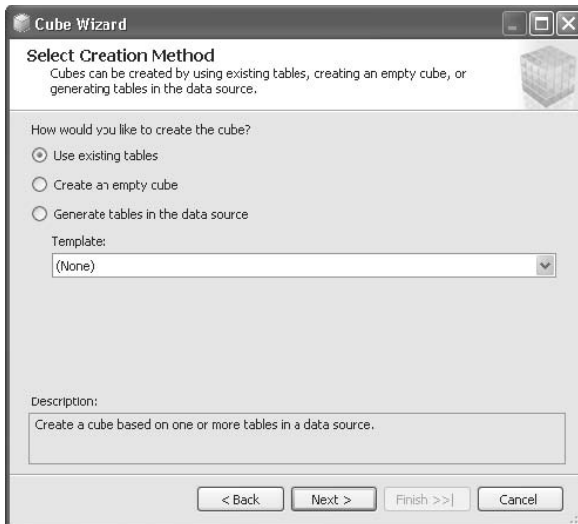 Cube Wizard
Select Creation Method
Cubes can be created by using existing tables, creating an empty cube, or
generating tables in the data source.
How would you like to create the cube?
Use existing tables
Create an empty cube
Generate tables in the data source
Template:
(None)
Description:
Create a cube based on one or more tables in a data source.
< Back Next > Finish >>| Cancel